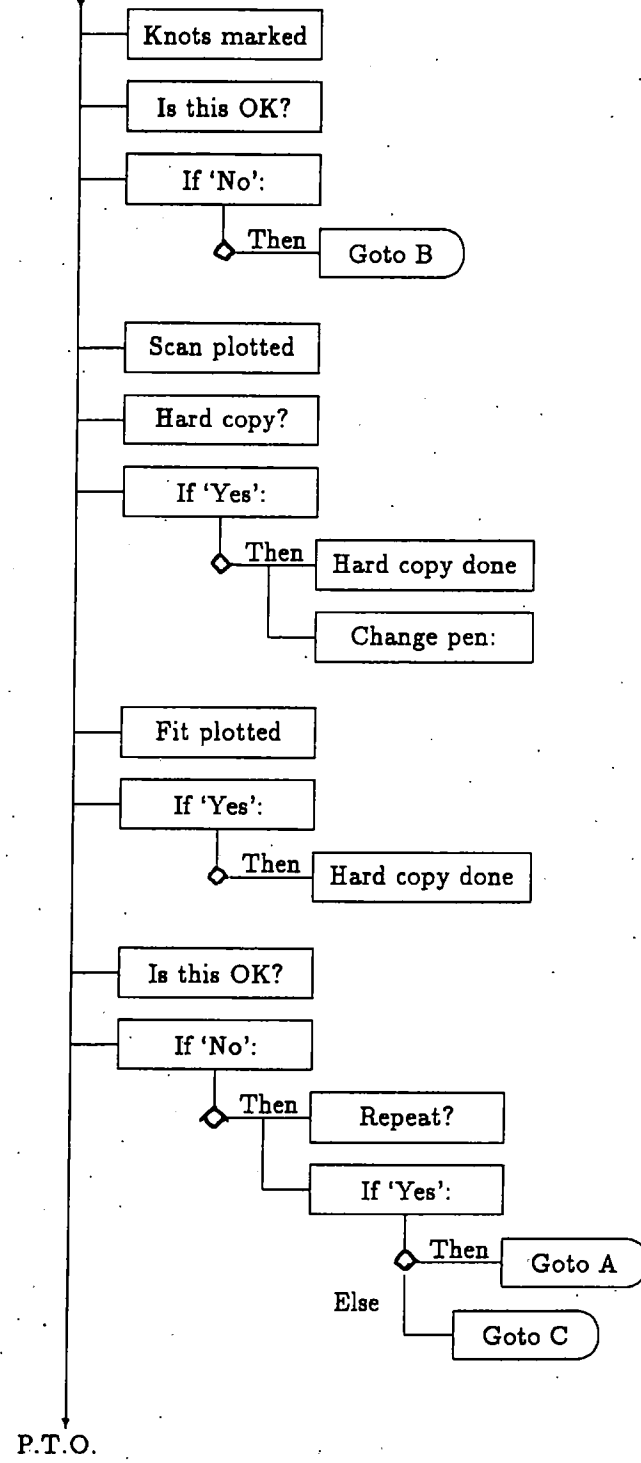 Knots marked
Is this OK?
If ‘No’:
Then
Goto B
Scan plotted
Hard copy?
If ‘Yes’:
Then
Hard copy done
Change pen:
Fit plotted
If ‘Yes’:
Then
Hard copy done
Is this OK?
If ‘No’:
Then
Repeat?
If ‘Yes’:
Then
Goto A
Else
Goto C
P.T.O.